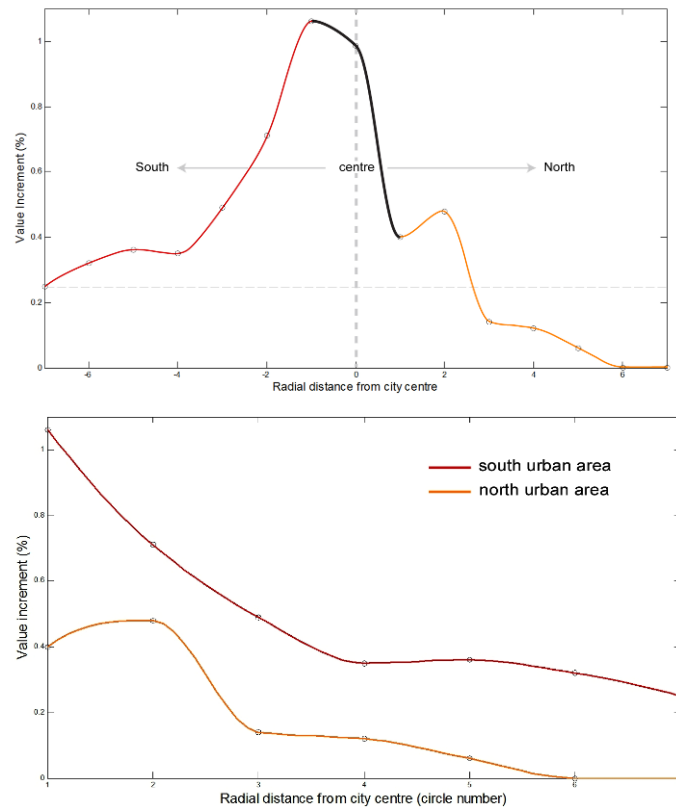 1
0.8
0.6
0.4
0.2
0
Value Increment (%)
South
centre
North
-6
-4
-2
0
2
4
6
Radial distance from city centre
1
0.8
0.6
0.4
0.2
0
Value increment (%)
south urban area
north urban area
1
2
3
4
5
6
Radial distance from city centre (circle number)